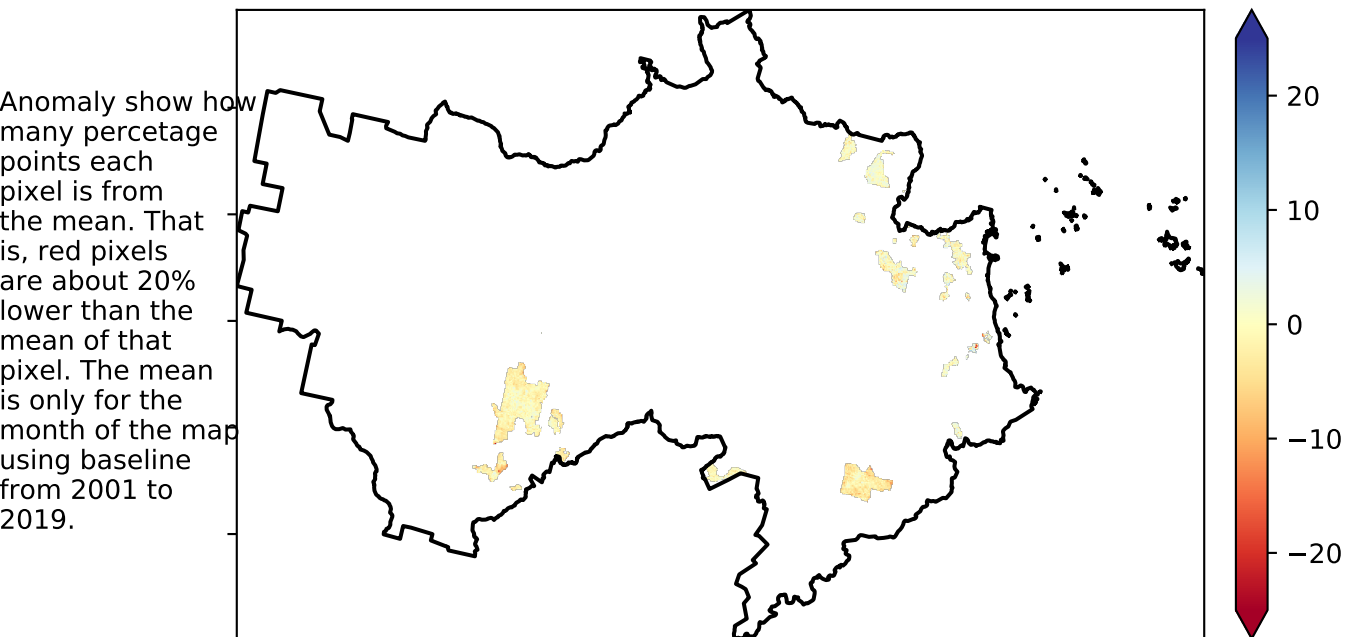 Anomaly show how
many percetage
points each
pixel is from
the mean. That
is, red pixels
are about 20%
lower than the
mean of that
pixel. The mean
is only for the
month of the map
using baseline
from 2001 to
2019.
20
10
0
−10
−20